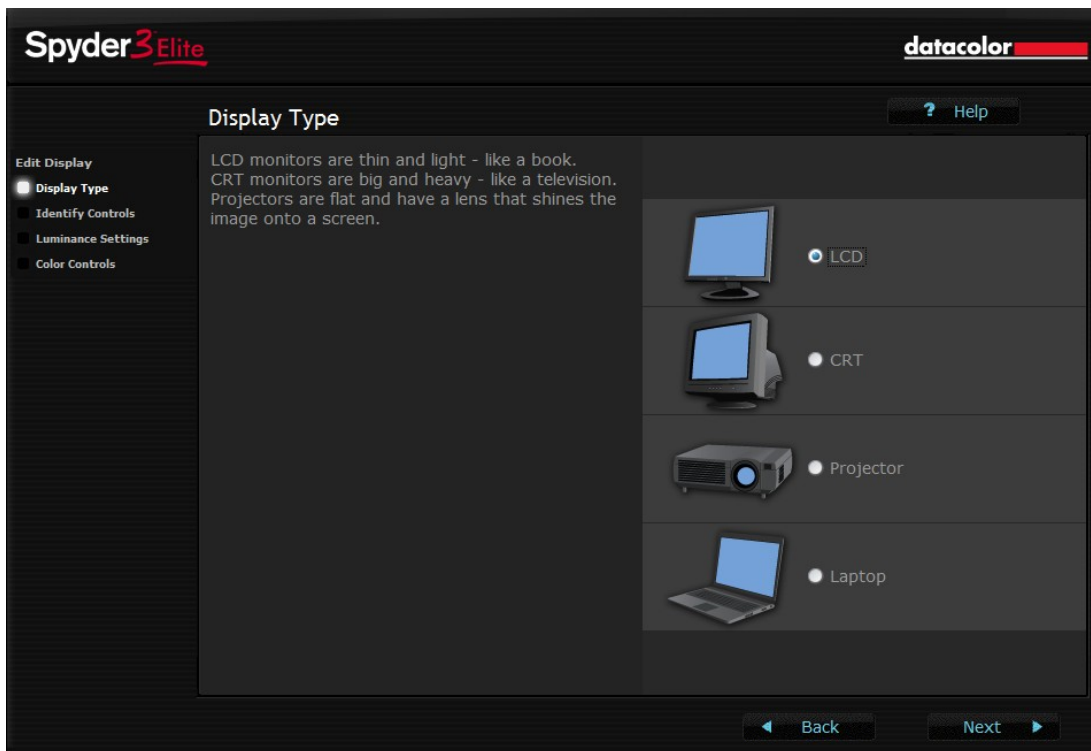 Spyder3Elite
datacolor
Display Type
? Help
Edit Display
Display Type
Identify Controls
Luminance Settings
Color Controls
LCD monitors are thin and light - like a book.
CRT monitors are big and heavy - like a television.
Projectors are flat and have a lens that shines the
image onto a screen.
LCD
CRT
Projector
Laptop
Back
Next